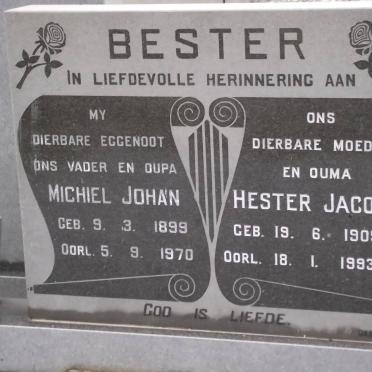 BESTER
IN LIEFDEVOLLE HERINNERING AAN
MY
DIERBARE EGGENOOT
ONS VADER EN OUPA
MICHIEL JOHAN
GEB. 9. 3. 1899
OORL. 5. 9. 1970
ONS
DIERBARE MOED
EN OUMA
HESTER JACO
GEB. 19. 6. 190
OORL. 18. 1. 1993
GOD IS LIEFDE.